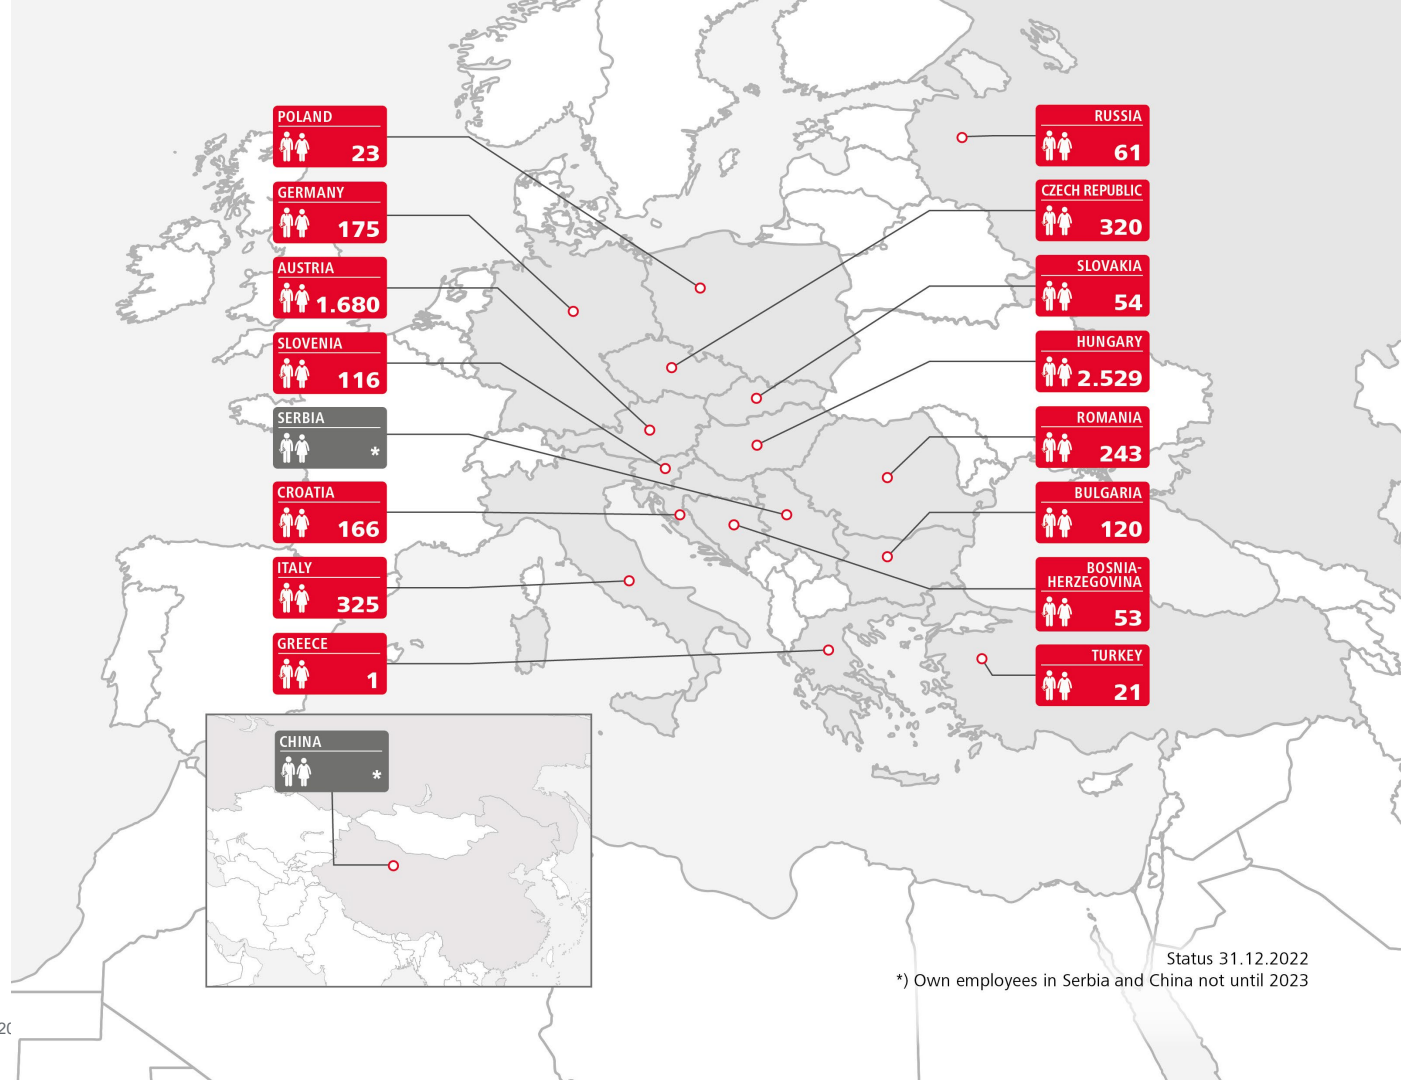 POLAND
23
GERMANY
175
AUSTRIA
1.680
SLOVENIA
116
SERBIA
*
CROATIA
166
ITALY
325
GREECE
1
CHINA
*
RUSSIA
61
CZECH REPUBLIC
320
SLOVAKIA
54
HUNGARY
2.529
ROMANIA
243
BULGARIA
120
BOSNIA-
HERZEGOVINA
53
TURKEY
21
Status 31.12.2022
*) Own employees in Serbia and China not until 2023